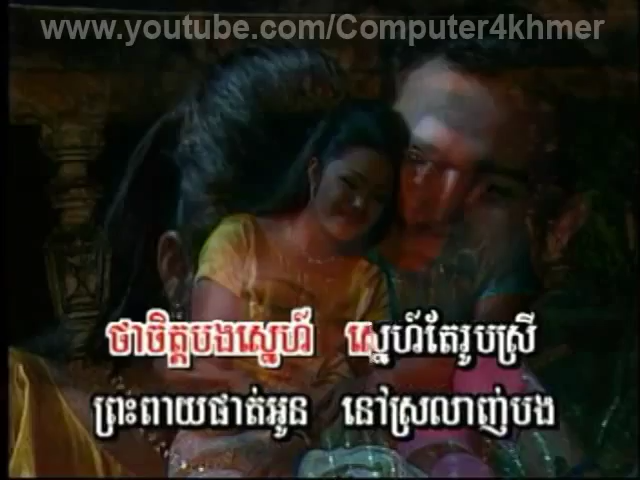 www.youtube.com/Computer4khmer
ថាចិត្តបងស្នេហ៍ ស្នេហ៍តែរូបស្រី
ព្រះពាយផាត់អូន នៅស្រលាញ់បង